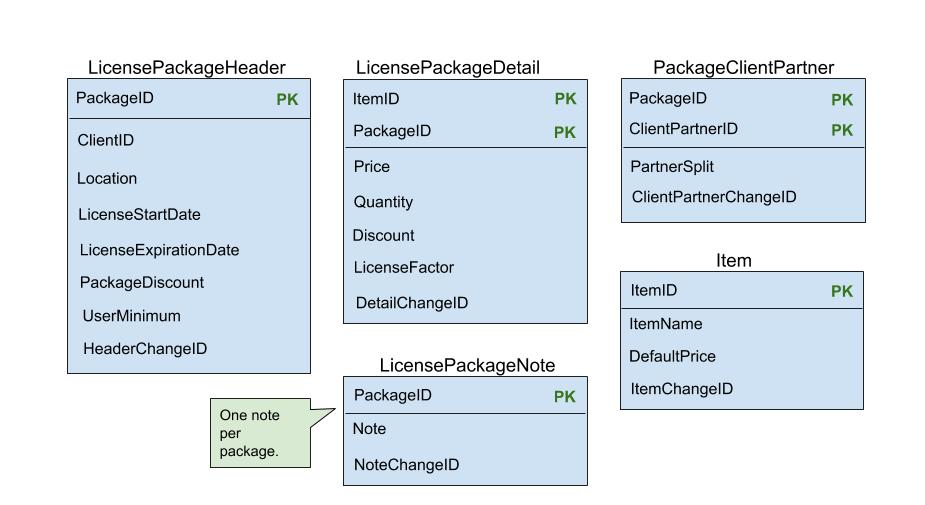 LicensePackageHeader
PackageID PK
ClientID
Location
LicenseStartDate
LicenseExpirationDate
PackageDiscount
UserMinimum
HeaderChangeID
LicensePackageDetail
ItemID PK
PackageID PK
Price
Quantity
Discount
LicenseFactor
DetailChangeID
PackageClientPartner
PackageID PK
ClientPartnerID PK
PartnerSplit
ClientPartnerChangeID
Item
ItemID PK
ItemName
DefaultPrice
ItemChangeID
LicensePackageNote
PackageID PK
Note
NoteChangeID
One note
per
package.